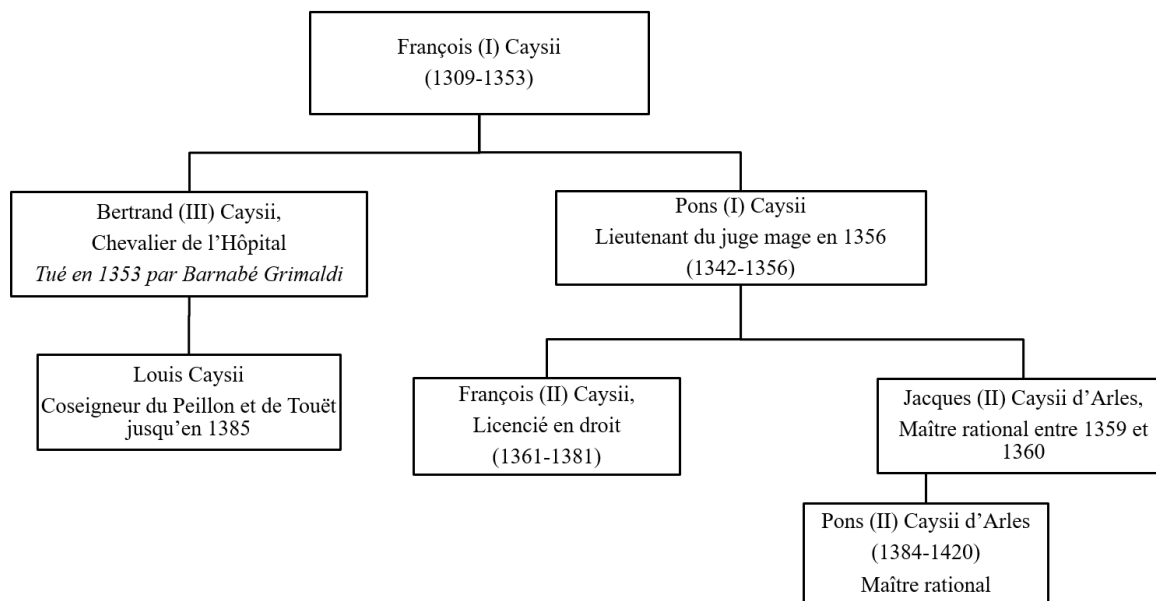 François (I) Caysii
(1309-1353)
Bertrand (III) Caysii,
Chevalier de l’Hôpital
Tué en 1353 par Barnabé Grimaldi
Pons (I) Caysii
Lieutenant du juge mage en 1356
(1342-1356)
Louis Caysii
Coseigneur du Peillon et de Touët
jusqu’en 1385
François (II) Caysii,
Licencié en droit
(1361-1381)
Jacques (II) Caysii d’Arles,
Maître rational entre 1359 et
1360
Pons (II) Caysii d’Arles
(1384-1420)
Maître rational